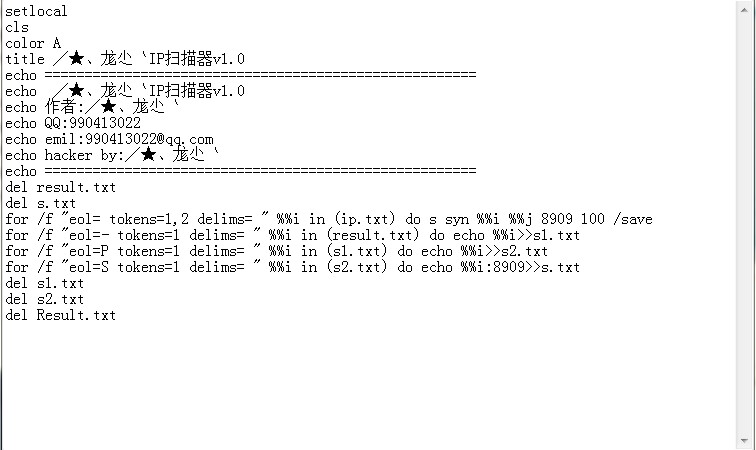 setlocal
cls
color A
title ╱★、龙尐〝IP扫描器v1.0
echo ======================================================
echo  ╱★、龙尐〝IP扫描器v1.0
echo 作者:╱★、龙尐〝
echo QQ:990413022
echo emil:990413022@qq.com
echo hacker by:╱★、龙尐〝
echo ======================================================
del result.txt
del s.txt
for /f "eol= tokens=1,2 delims= " %%i in (ip.txt) do s syn %%i %%j 8909 100 /save
for /f "eol=- tokens=1 delims= " %%i in (result.txt) do echo %%i>>s1.txt
for /f "eol=P tokens=1 delims= " %%i in (s1.txt) do echo %%i>>s2.txt
for /f "eol=S tokens=1 delims= " %%i in (s2.txt) do echo %%i:8909>>s.txt
del s1.txt
del s2.txt
del Result.txt